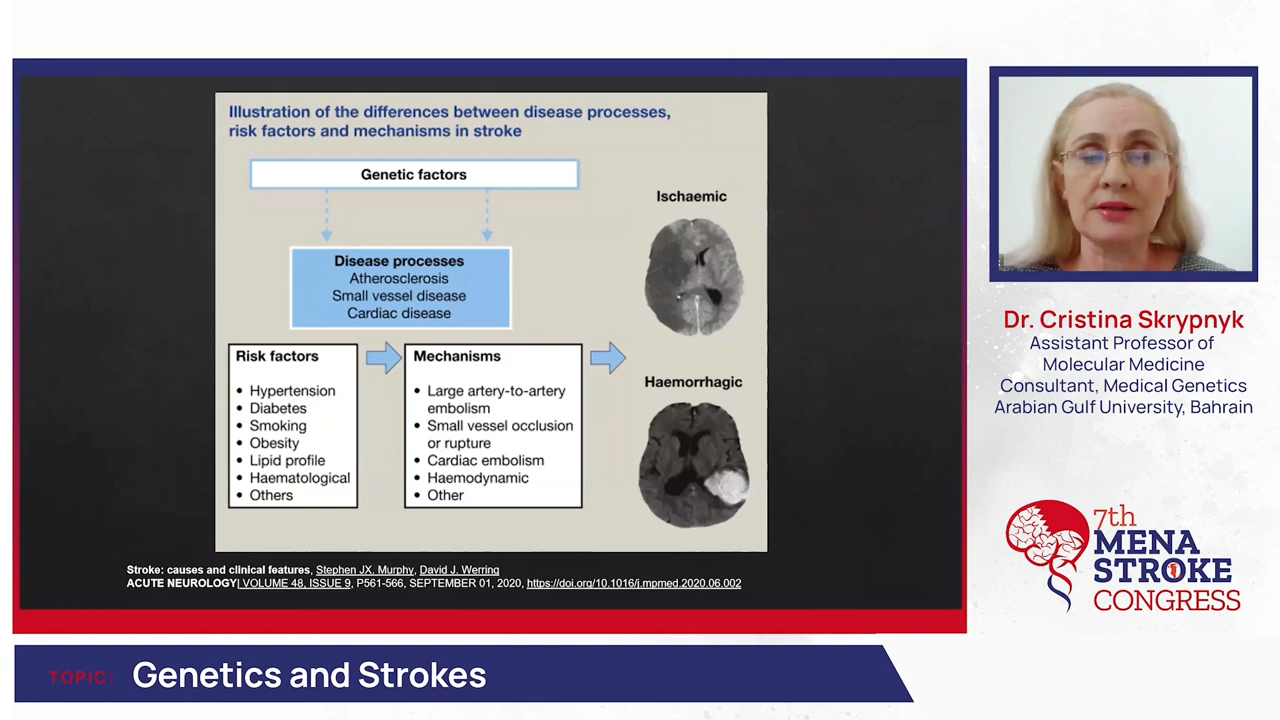 Illustration of the differences between disease processes,
risk factors and mechanisms in stroke
Genetic factors
Disease processes
Atherosclerosis
Small vessel disease
Cardiac disease
Risk factors
• Hypertension
• Diabetes
• Smoking
• Obesity
• Lipid profile
• Haematological
• Others
Mechanisms
• Large artery-to-artery
embolism
• Small vessel occlusion
or rupture
• Cardiac embolism
• Haemodynamic
• Other
Ischaemic
Haemorrhagic
Stroke: causes and clinical features, Stephen JX. Murphy, David J. Werring
ACUTE NEUROLOGY| VOLUME 48, ISSUE 9, P561-566, SEPTEMBER 01, 2020, https://doi.org/10.1016/j.mpmed.2020.06.002
Dr. Cristina Skrypnyk
Assistant Professor of
Molecular Medicine
Consultant, Medical Genetics
Arabian Gulf University, Bahrain
7th
MENA
STROKE
CONGRESS
TOPIC: Genetics and Strokes